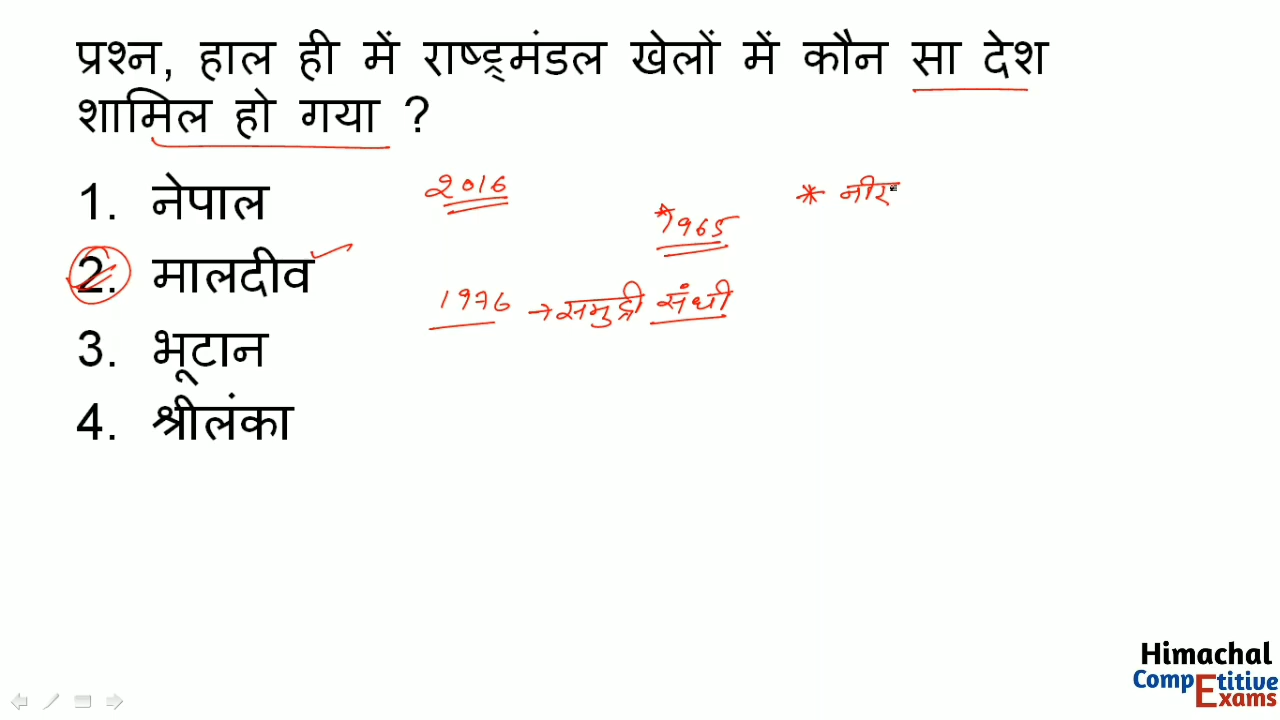 प्रश्न, हाल ही में राष्ट्रमंडल खेलों में कौन सा देश
शामिल हो गया ?
1. नेपाल
2016
* नीर
*1965
2. मालदीव
1976 → समुद्री संधी
3. भूटान
4. श्रीलंका
Himachal
CompEtitive
Exams